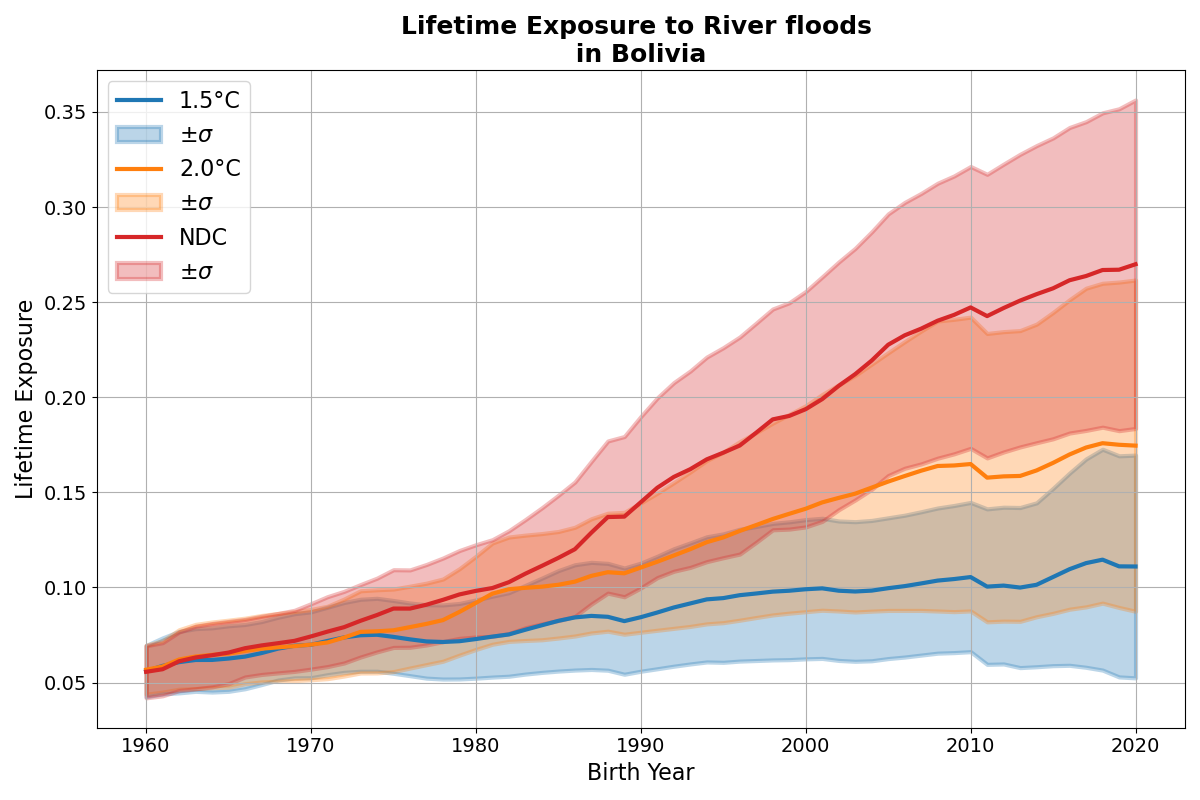 Lifetime Exposure to River floods
in Bolivia
1.5°C
±σ
2.0°C
±σ
NDC
±σ
Lifetime Exposure
0.35
0.30
0.25
0.20
0.15
0.10
0.05
1960 1970 1980 1990 2000 2010 2020
Birth Year